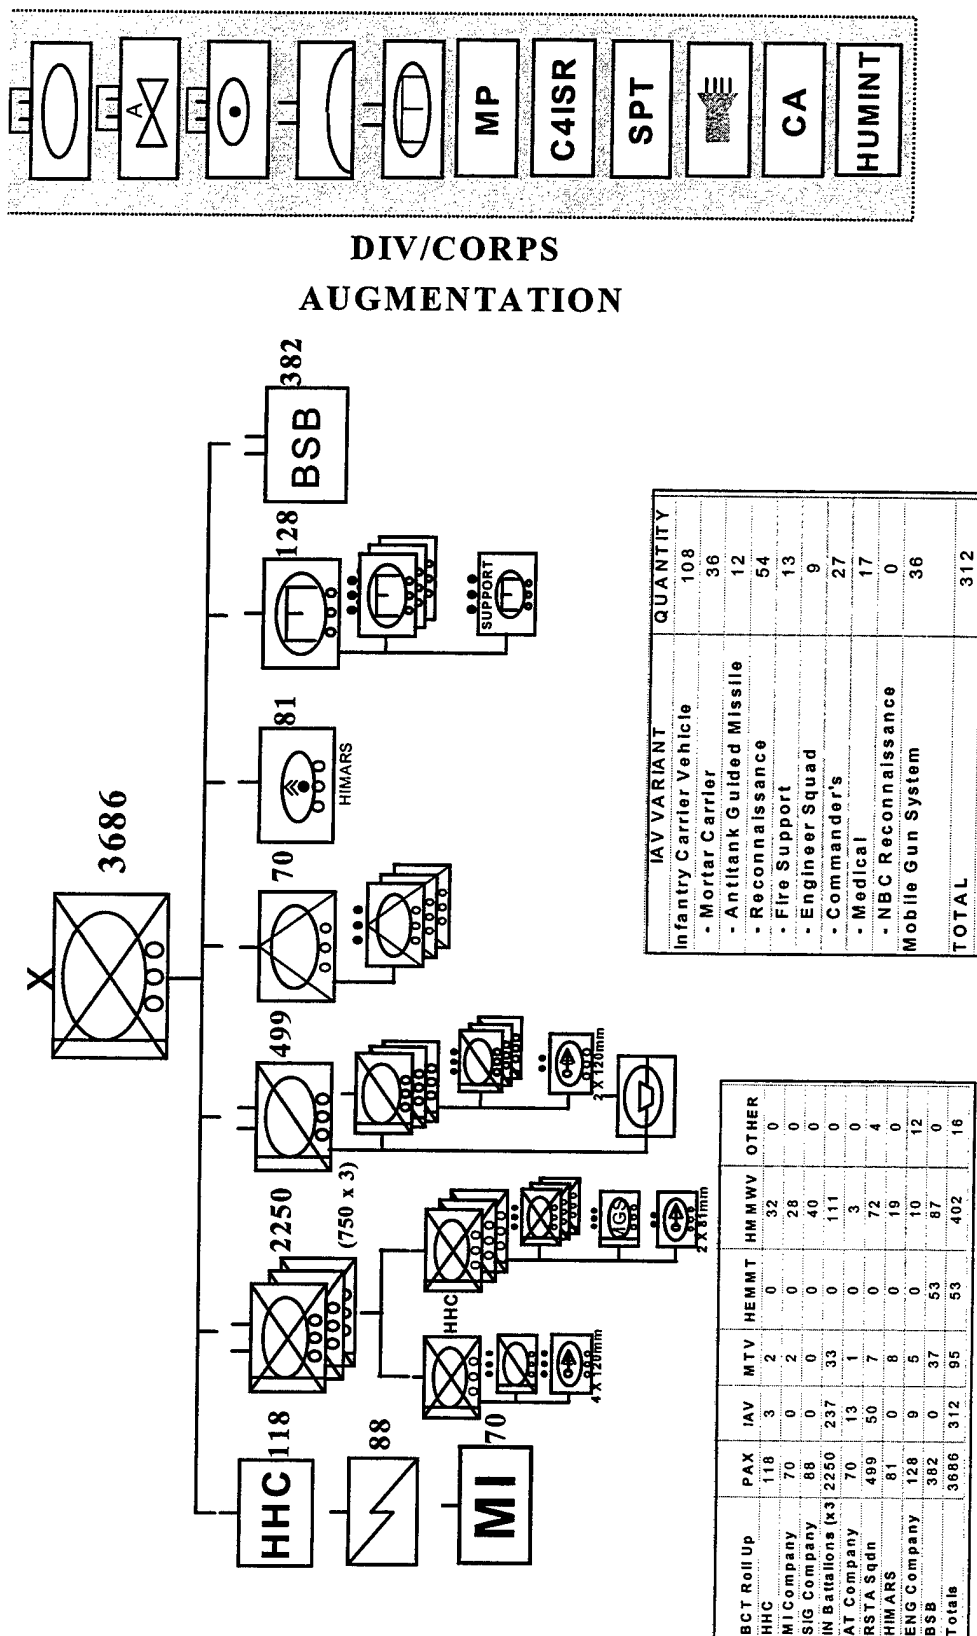 X
3686
HHC 118
88
MI 70
2250
(750 x 3)
HHC
4 X 120mm
MGS
2 X 81mm
499
2 X 120mm
70
81
HIMARS
128
SUPPORT
BSB 382
DIV/CORPS
AUGMENTATION
A
MP
C4ISR
SPT
CA
HUMINT
BCT Roll Up PAX IAV MTV HEMMT HMMWV OTHER
HHC 118 3 2 0 32 0
MI Company 70 0 2 0 28 0
SIG Company 88 0 0 0 40 0
IN Battalions (x3 2250 237 33 0 111 0
AT Company 70 13 1 0 3 0
RSTA Sqdn 499 50 7 0 72 4
HIMARS 81 0 8 0 19 0
ENG Company 128 9 5 0 10 12
BSB 382 0 37 53 87 0
Totals 3686 312 95 53 402 16
IAV VARIANT QUANTITY
Infantry Carrier Vehicle 108
- Mortar Carrier 36
- Antitank Guided Missile 12
- Reconnaissance 54
- Fire Support 13
- Engineer Squad 9
- Commander's 27
- Medical 17
- NBC Reconnaissance 0
Mobile Gun System 36
TOTAL 312